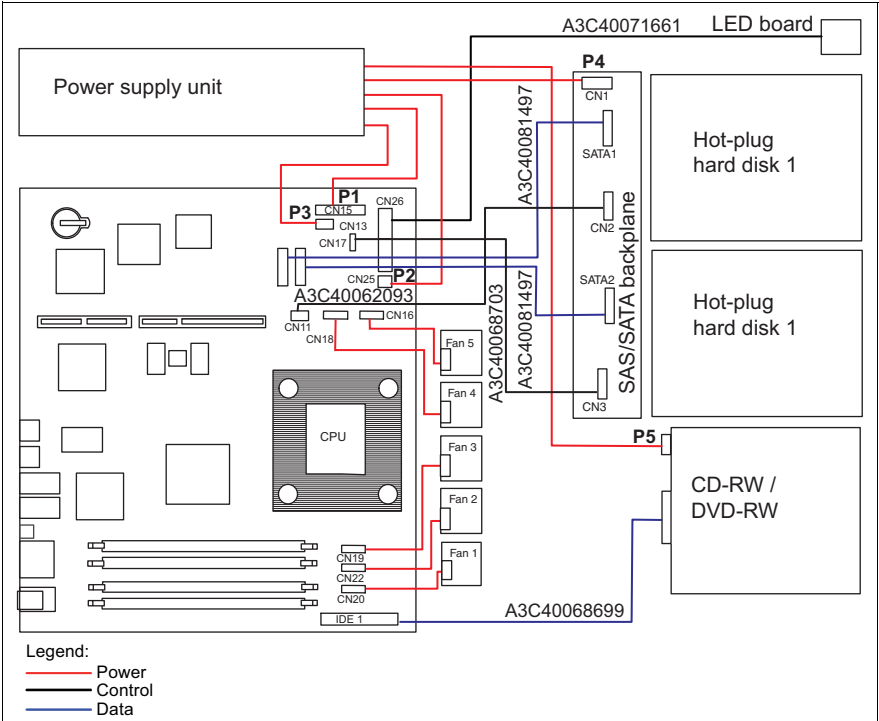 A3C40071661
LED board
Power supply unit
P4
CN1
A3C40081497
SATA1
Hot-plug
hard disk 1
P1
CN15
CN26
P3
CN13
CN17
CN2
SAS/SATA backplane
CN25
P2
A3C40062093
SATA2
Hot-plug
hard disk 1
CN11
CN18
CN16
A3C40068703
A3C40081497
Fan 5
Fan 4
CN3
CPU
Fan 3
P5
CD-RW /
DVD-RW
Fan 2
CN19
CN22
Fan 1
CN20
A3C40068699
IDE 1
Legend:
Power
Control
Data